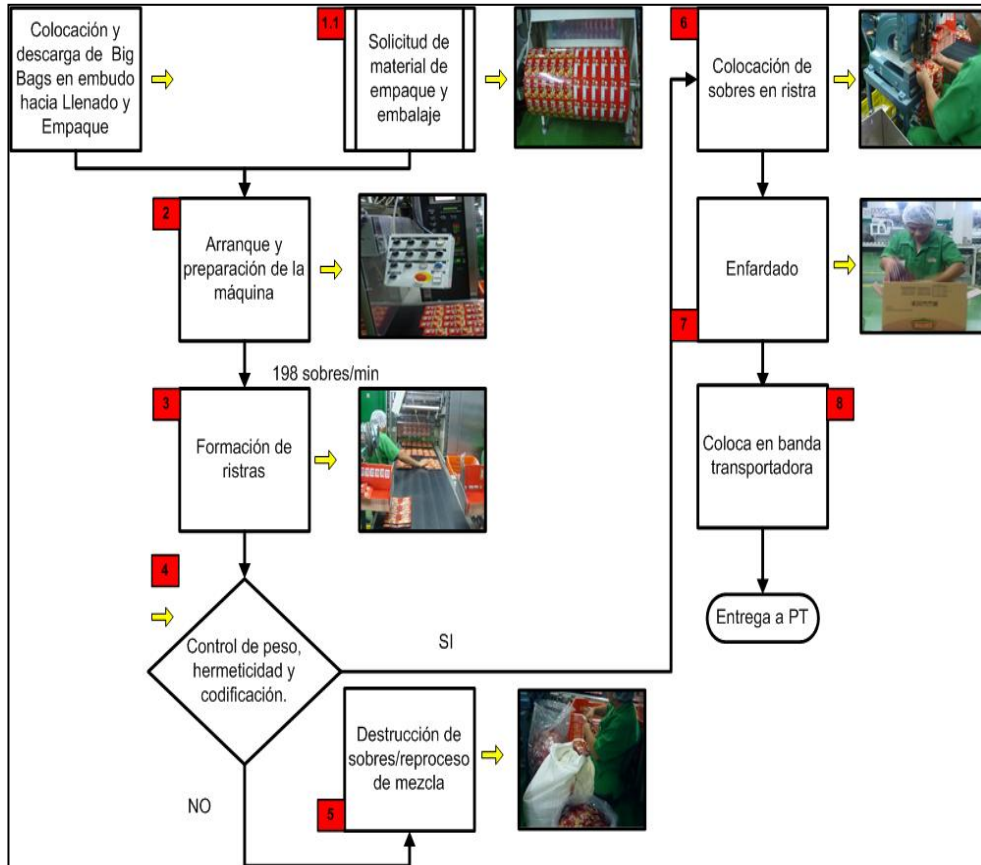 Colocación y
descarga de Big
Bags en embudo
hacia Llenado y
Empaque
1.1
Solicitud de
material de
empaque y
embalaje
2
Arranque y
preparación de la
máquina
198 sobres/min
3
Formación de
ristras
4
Control de peso,
hermeticidad y
codificación.
SI
NO
5
Destrucción de
sobres/reproceso
de mezcla
6
Colocación de
sobres en ristra
7
Enfardado
8
Coloca en banda
transportadora
Entrega a PT